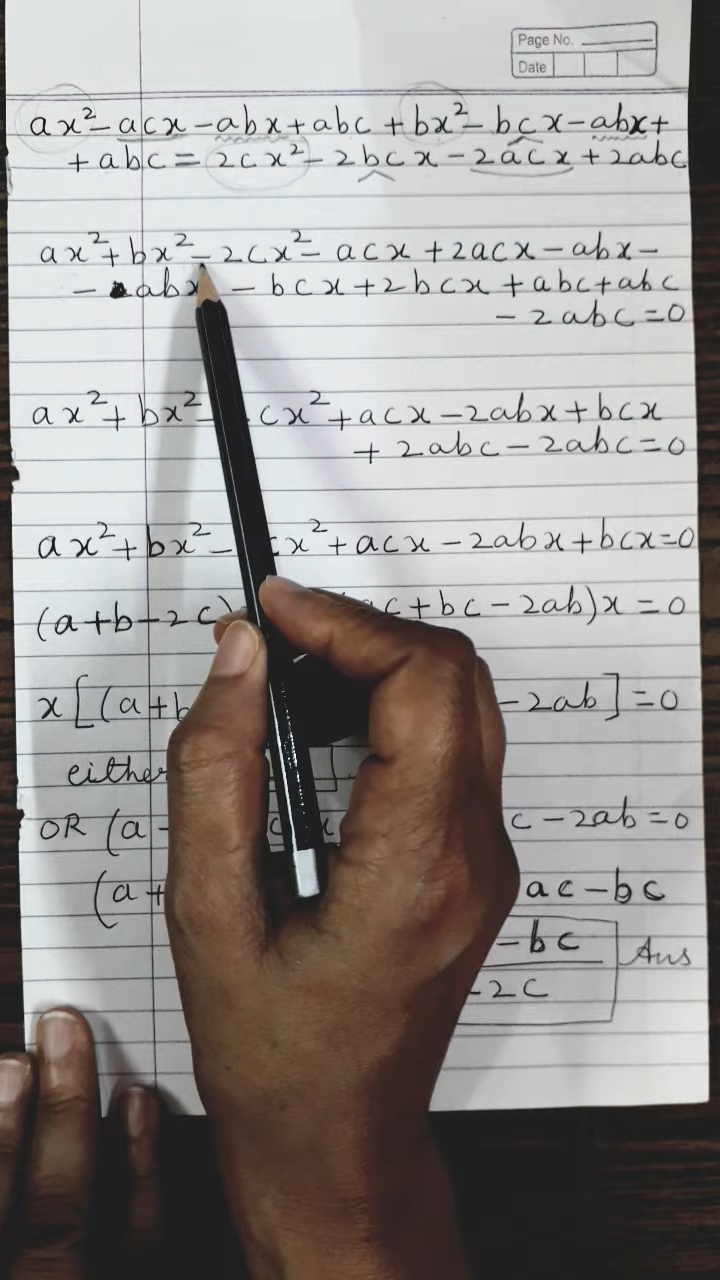 Page No.
Date
ax² - acx - abx + abc + bx² - bcx - abx +
+ abc = 2cx² - 2bcx - 2acx + 2abc
ax² + bx² - 2cx² - acx + 2acx - abx -
- abx - bcx + 2bcx + abc + abc
- 2abc = 0
ax² + bx² - cx² + acx - 2abx + bcx
+ 2abc - 2abc = 0
ax² + bx² - cx² + acx - 2abx + bcx = 0
(a + b - 2c) ac + bc - 2ab)x = 0
x[(a + b - 2ab] = 0
either
OR (a - c - 2ab = 0
(a + ac - bc
- bc
- 2c
Ans